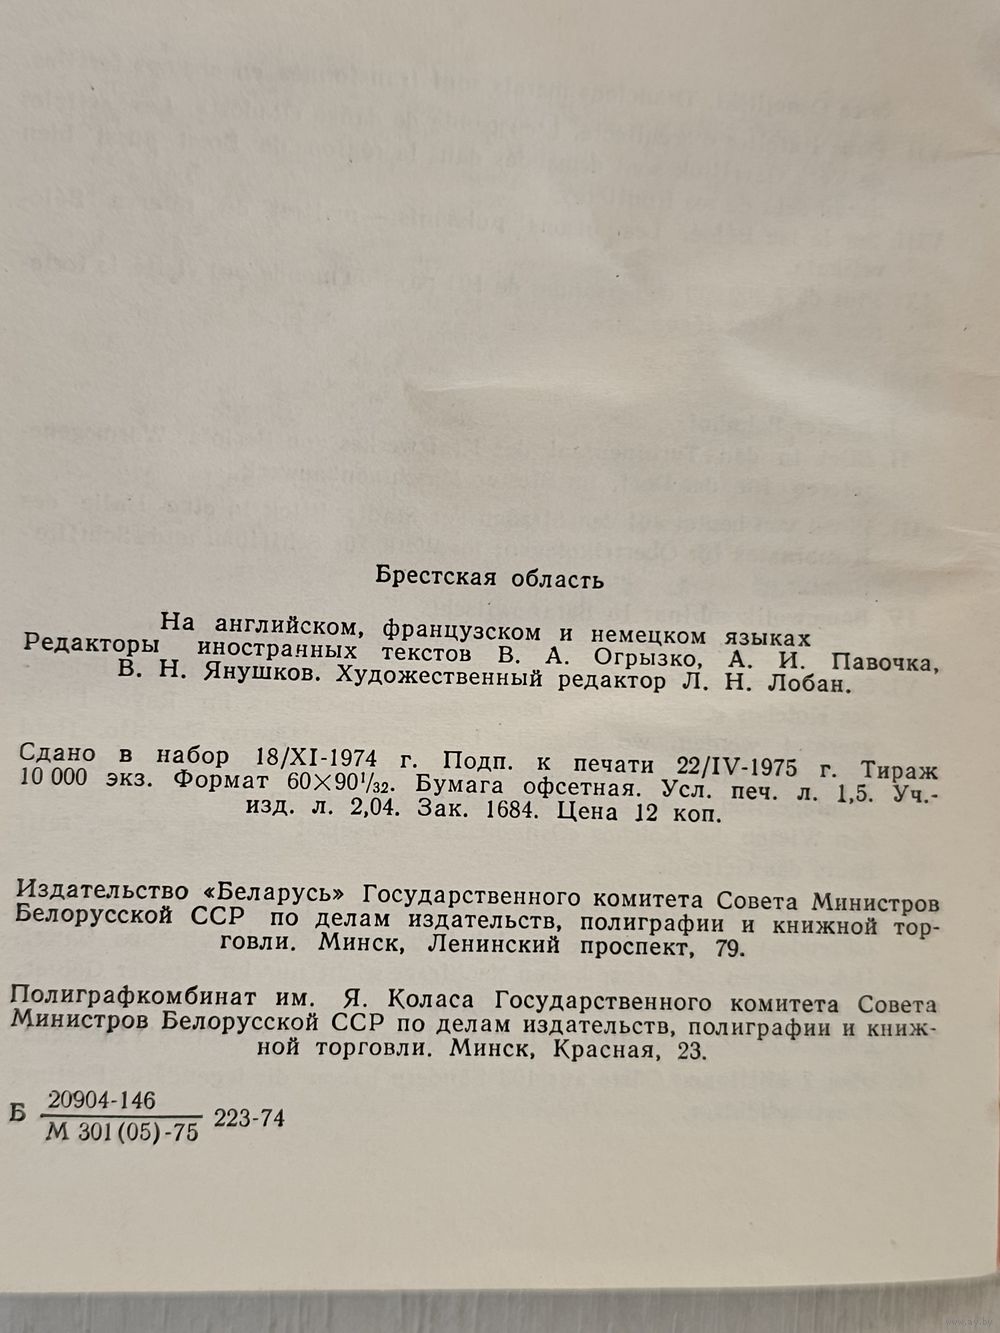 Брестская область
На английском, французском и немецком языках
Редакторы иностранных текстов В. А. Огрызко, А. И. Павочка,
В. Н. Янушков. Художественный редактор Л. Н. Лобан.
Сдано в набор 18/XI-1974 г. Подп. к печати 22/IV-1975 г. Тираж
10 000 экз. Формат 60×90¹/₃₂. Бумага офсетная. Усл. печ. л. 1,5. Уч.-
изд. л. 2,04. Зак. 1684. Цена 12 коп.
Издательство «Беларусь» Государственного комитета Совета Министров
Белорусской ССР по делам издательств, полиграфии и книжной тор-
говли. Минск, Ленинский проспект, 79.
Полиграфкомбинат им. Я. Коласа Государственного комитета Совета
Министров Белорусской ССР по делам издательств, полиграфии и книж-
ной торговли. Минск, Красная, 23.
20904-146
Б 223-74
М 301(05)-75
www.ay.by